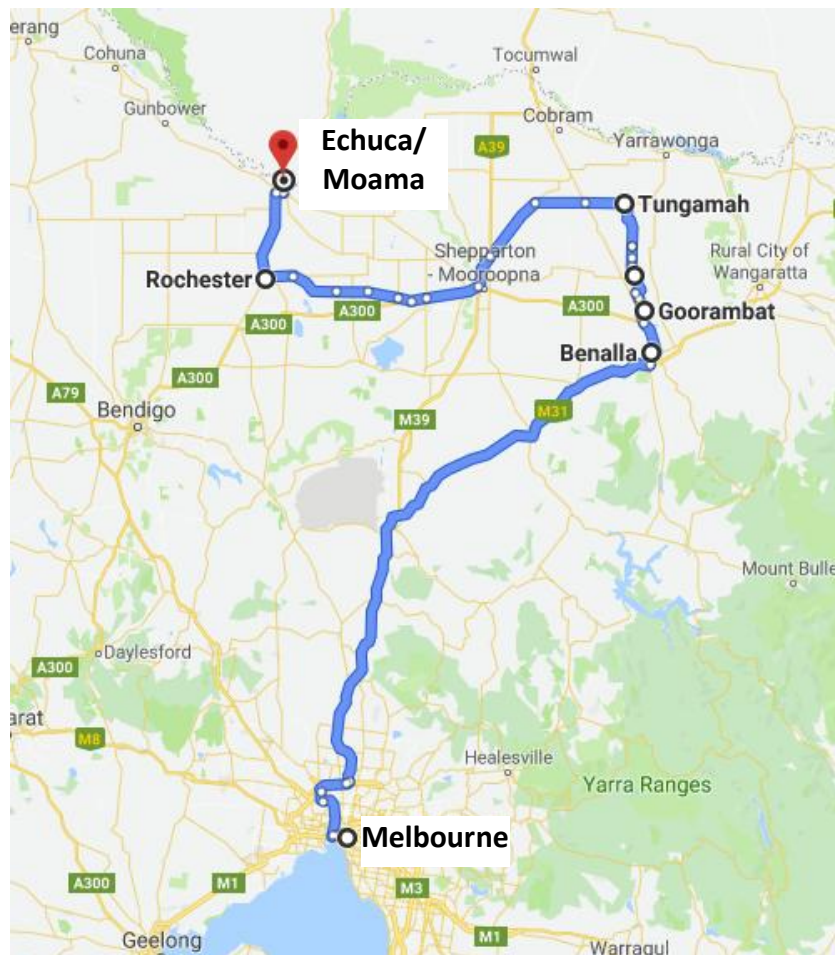 erang
Cohuna
Tocumwal
Gunbower
Cobram
Echuca/
Moama
A39
Yarrawonga
Tungamah
Shepparton
- Mooroopna
Rural City of
Wangaratta
Rochester
A300
A300
A300
Goorambat
Benalla
A300
A79
M31
M39
Bendigo
Mount Bulle
Daylesford
A300
arat
M8
Healesville
Yarra Ranges
Melbourne
A300
M1
M3
M1
Geelong
Warragul